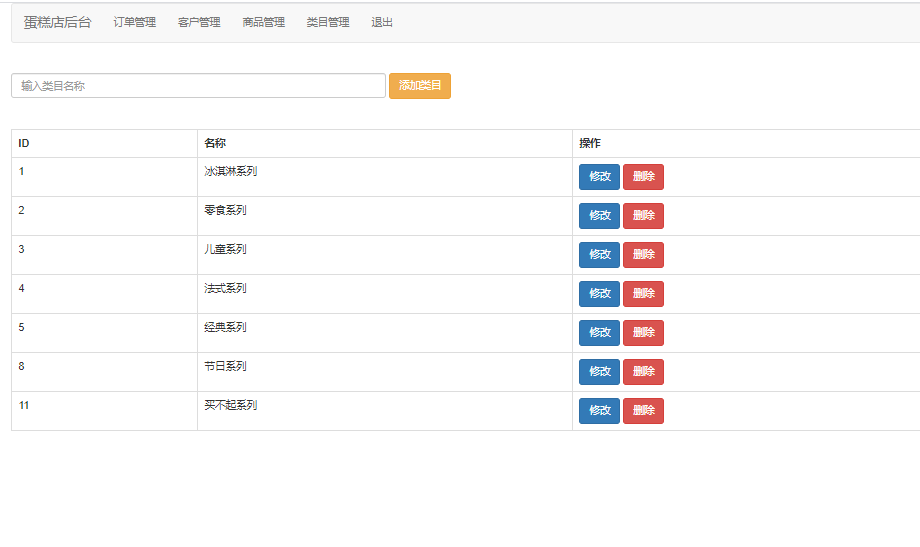 蛋糕店后台 订单管理 客户管理 商品管理 类目管理 退出
输入类目名称 添加类目
ID 名称 操作
1 冰淇淋系列 修改 删除
2 零食系列 修改 删除
3 儿童系列 修改 删除
4 法式系列 修改 删除
5 经典系列 修改 删除
8 节日系列 修改 删除
11 买不起系列 修改 删除